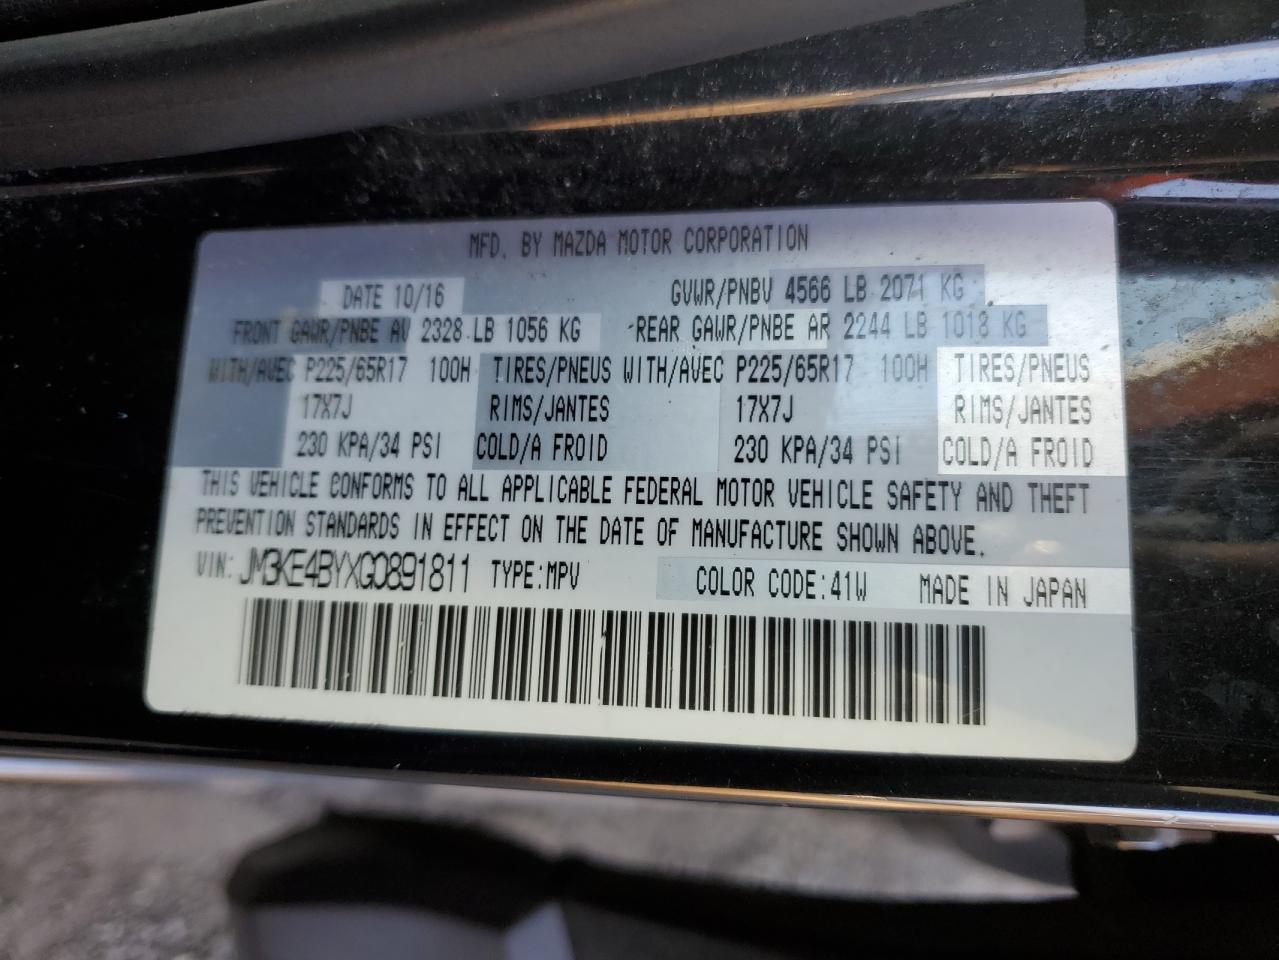 MFD. BY MAZDA MOTOR CORPORATION
DATE 10/16 GVWR/PNBV 4566 LB 2071 KG
FRONT GAWR/PNBE AV 2328 LB 1056 KG REAR GAWR/PNBE AR 2244 LB 1018 KG
WITH/AVEC P225/65R17 100H TIRES/PNEUS WITH/AVEC P225/65R17 100H TIRES/PNEUS
17X7J RIMS/JANTES 17X7J RIMS/JANTES
230 KPA/34 PSI COLD/A FROID 230 KPA/34 PSI COLD/A FROID
THIS VEHICLE CONFORMS TO ALL APPLICABLE FEDERAL MOTOR VEHICLE SAFETY AND THEFT
PREVENTION STANDARDS IN EFFECT ON THE DATE OF MANUFACTURE SHOWN ABOVE.
VIN: JM3KE4BYXG0891811 TYPE:MPV COLOR CODE:41W MADE IN JAPAN